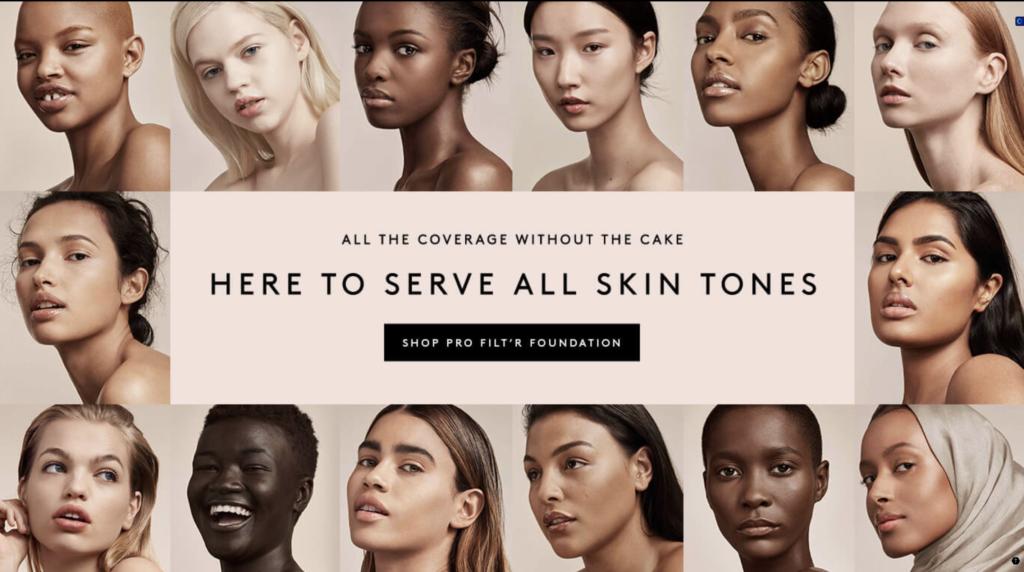 ALL THE COVERAGE WITHOUT THE CAKE
HERE TO SERVE ALL SKIN TONES
SHOP PRO FILT'R FOUNDATION